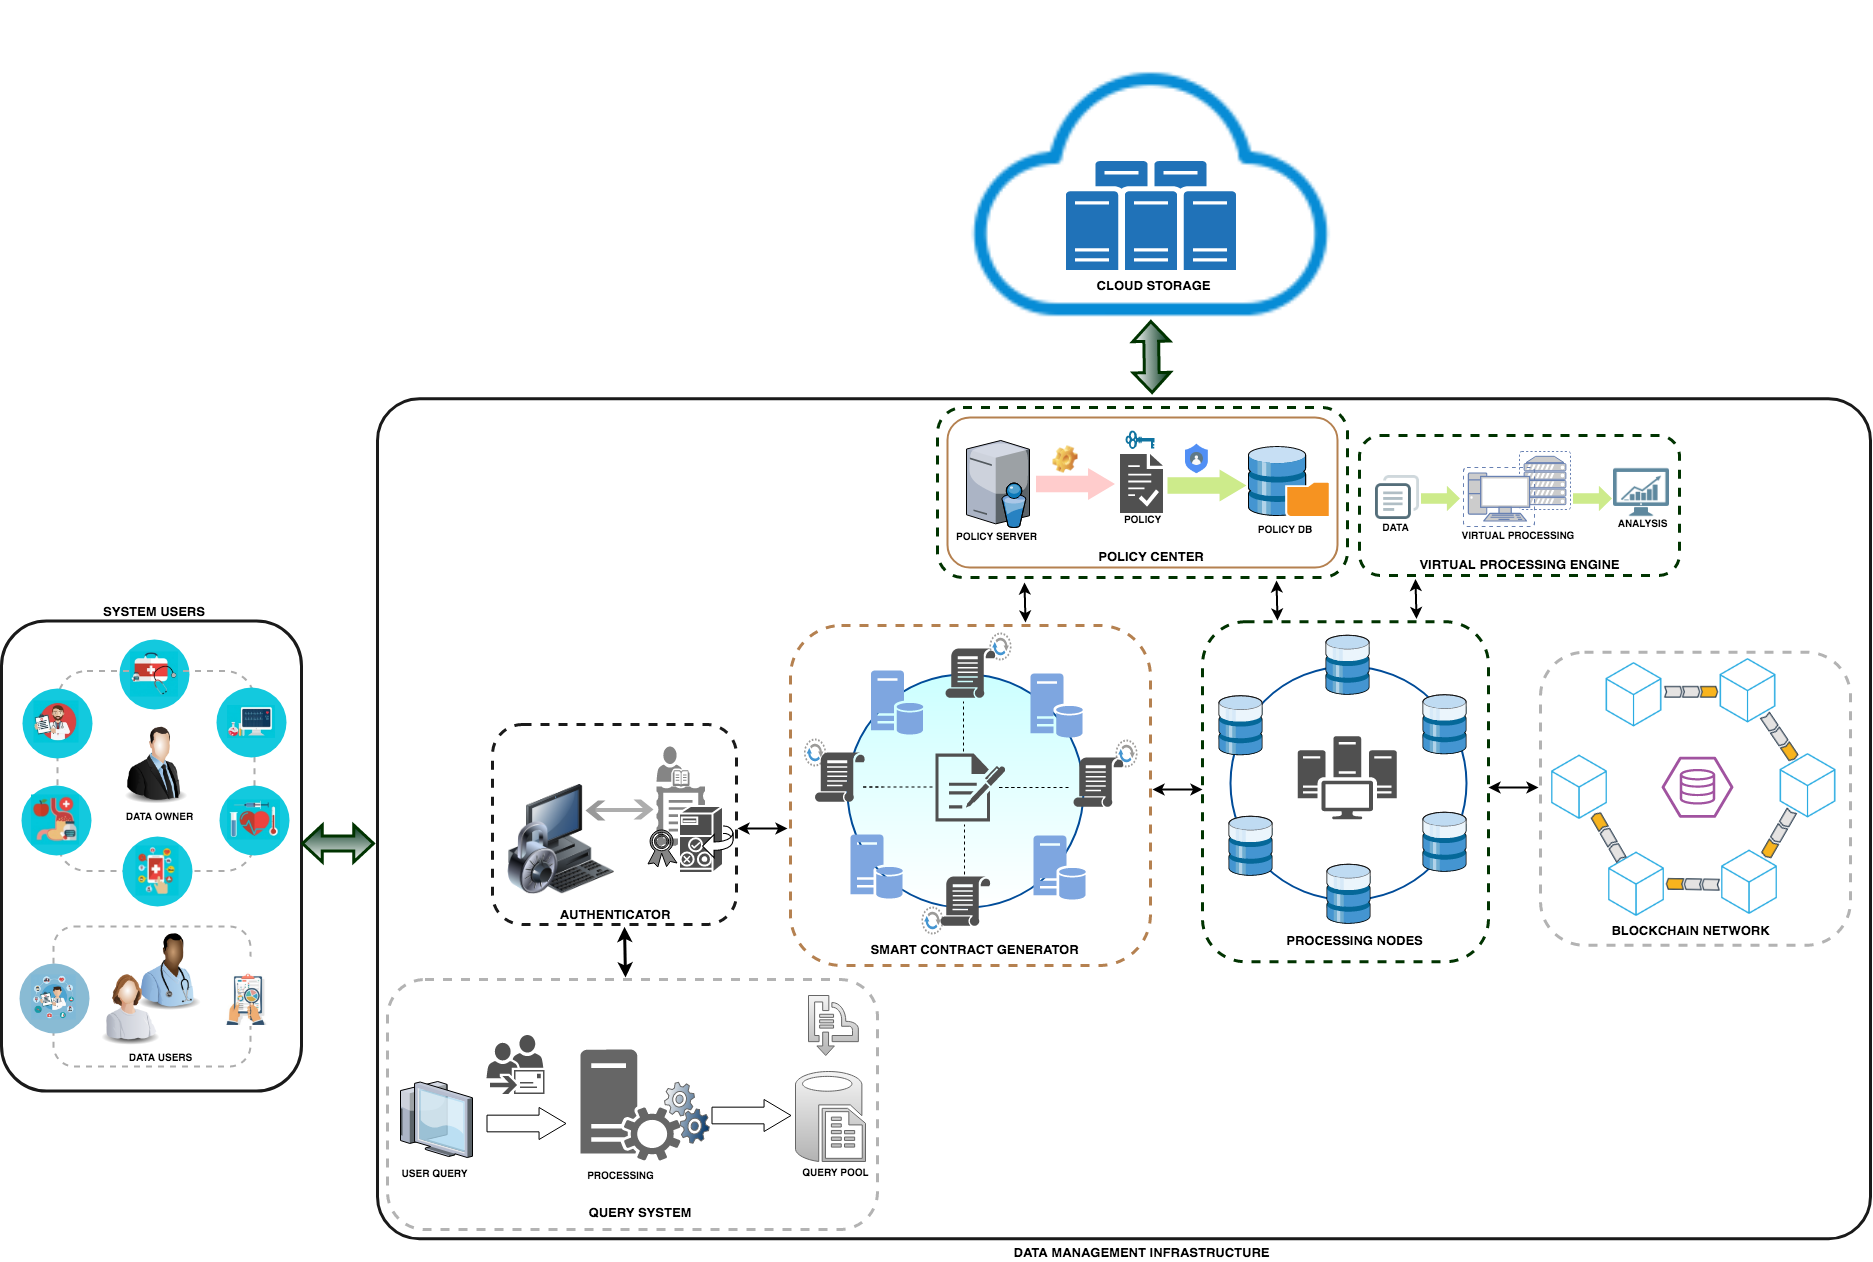 CLOUD STORAGE
POLICY SERVER
POLICY
POLICY DB
POLICY CENTER
DATA
VIRTUAL PROCESSING
ANALYSIS
VIRTUAL PROCESSING ENGINE
SYSTEM USERS
DATA OWNER
DATA USERS
AUTHENTICATOR
SMART CONTRACT GENERATOR
PROCESSING NODES
BLOCKCHAIN NETWORK
USER QUERY
PROCESSING
QUERY POOL
QUERY SYSTEM
DATA MANAGEMENT INFRASTRUCTURE